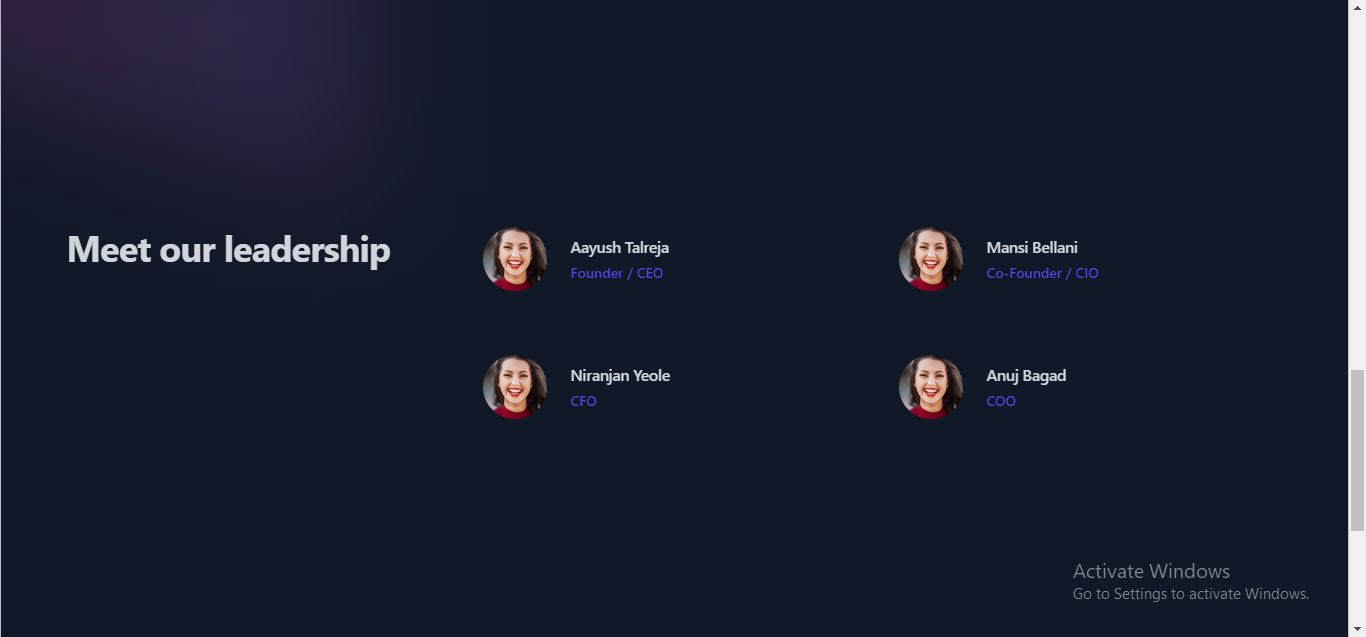 Meet our leadership
Aayush Talreja
Founder / CEO
Mansi Bellani
Co-Founder / CIO
Niranjan Yeole
CFO
Anuj Bagad
COO
Activate Windows
Go to Settings to activate Windows.